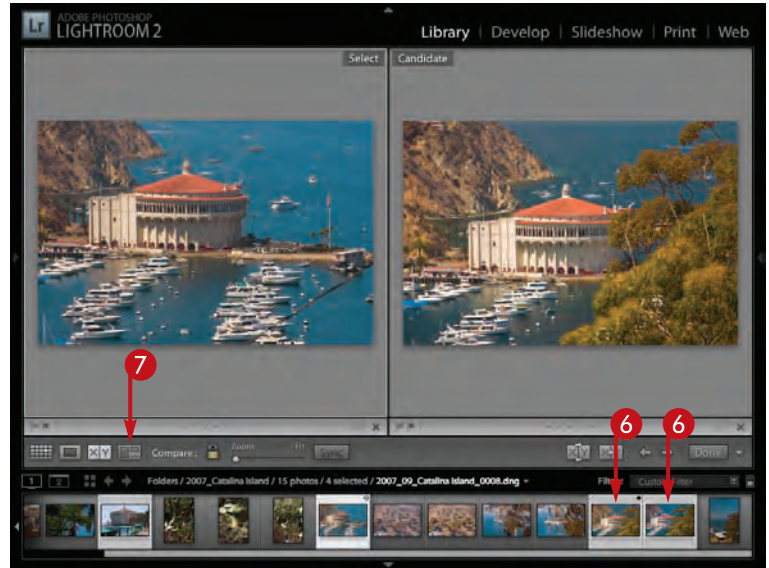 Lr
ADOBE PHOTOSHOP
LIGHTROOM 2
Library | Develop | Slideshow | Print | Web
Select
Candidate
7
6
6
XY
Compare :
Zoom
Fit
Sync
Done
1
2
Folders / 2007_Catalina Island / 15 photos / 4 selected / 2007_09_Catalina Island_0008.dng
Custom Filter